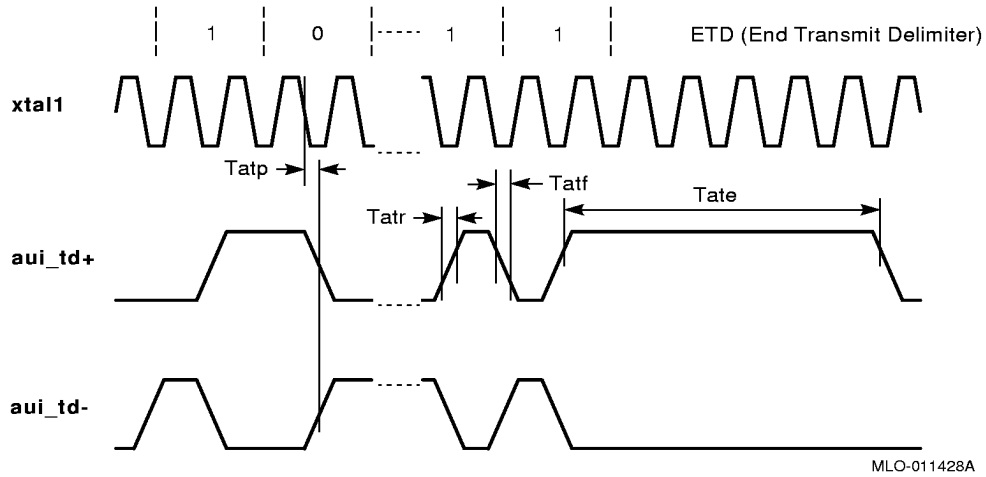 1 0 1 1 ETD (End Transmit Delimiter)
xtal1
Tatp
Tatf
Tate
Tatr
aui_td+
aui_td-
MLO-011428A